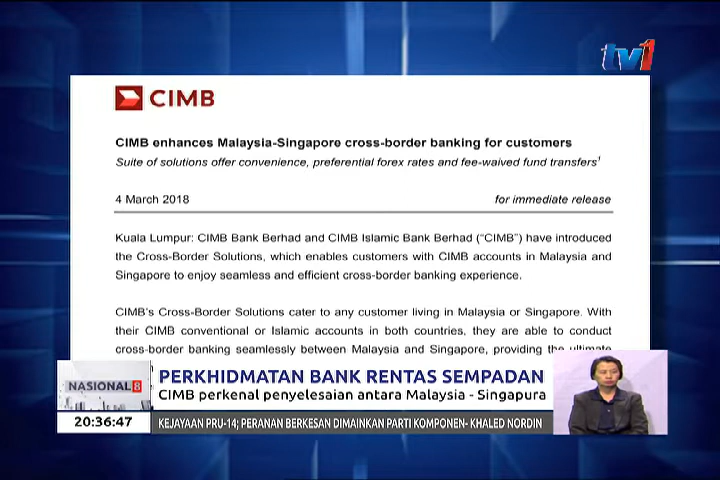 tv1
CIMB
CIMB enhances Malaysia-Singapore cross-border banking for customers
Suite of solutions offer convenience, preferential forex rates and fee-waived fund transfers¹
4 March 2018 for immediate release
Kuala Lumpur: CIMB Bank Berhad and CIMB Islamic Bank Berhad (“CIMB”) have introduced
the Cross-Border Solutions, which enables customers with CIMB accounts in Malaysia and
Singapore to enjoy seamless and efficient cross-border banking experience.
CIMB’s Cross-Border Solutions cater to any customer living in Malaysia or Singapore. With
their CIMB conventional or Islamic accounts in both countries, they are able to conduct
cross-border banking seamlessly between Malaysia and Singapore, providing the ultimate
NASIONAL 8
PERKHIDMATAN BANK RENTAS SEMPADAN
CIMB perkenal penyelesaian antara Malaysia - Singapura
20:36:47
KEJAYAAN PRU-14; PERANAN BERKESAN DIMAINKAN PARTI KOMPONEN- KHALED NORDIN